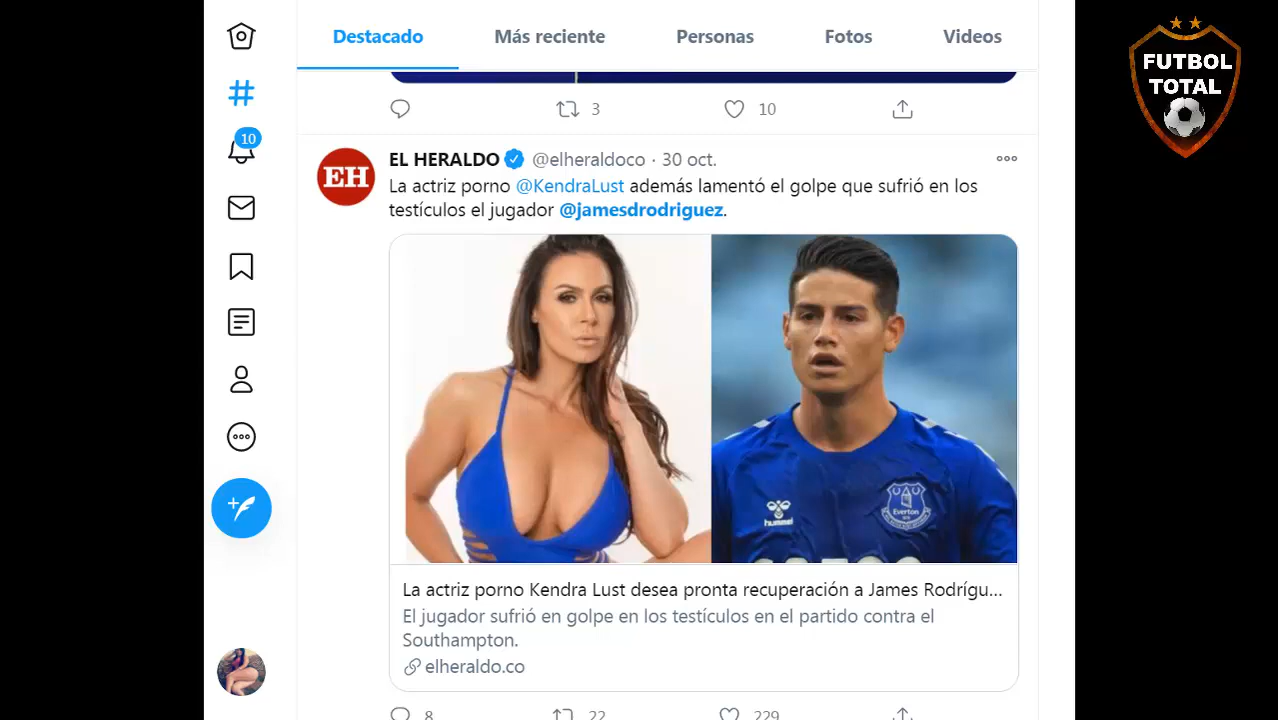 Destacado Más reciente Personas Fotos Videos
FUTBOL
TOTAL
3 10
10
EL HERALDO @elheraldoco · 30 oct.
EH
La actriz porno @KendraLust además lamentó el golpe que sufrió en los
testículos el jugador @jamesdrodriguez.
hummel
Everton
La actriz porno Kendra Lust desea pronta recuperación a James Rodrígu...
El jugador sufrió en golpe en los testículos en el partido contra el
Southampton.
elheraldo.co
8 22 229